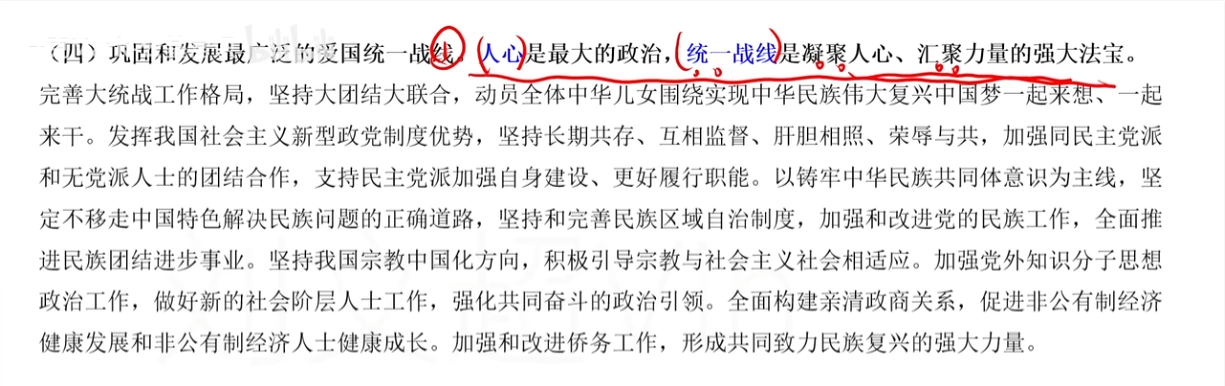 (四) 巩固和发展最广泛的爱国统一战线。人心是最大的政治，统一战线是凝聚人心、汇聚力量的强大法宝。
完善大统战工作格局，坚持大团结大联合，动员全体中华儿女围绕实现中华民族伟大复兴中国梦一起来想、一起
来干。发挥我国社会主义新型政党制度优势，坚持长期共存、互相监督、肝胆相照、荣辱与共，加强同民主党派
和无党派人士的团结合作，支持民主党派加强自身建设、更好履行职能。以铸牢中华民族共同体意识为主线，坚
定不移走中国特色解决民族问题的正确道路，坚持和完善民族区域自治制度，加强和改进党的民族工作，全面推
进民族团结进步事业。坚持我国宗教中国化方向，积极引导宗教与社会主义社会相适应。加强党外知识分子思想
政治工作，做好新的社会阶层人士工作，强化共同奋斗的政治引领。全面构建亲清政商关系，促进非公有制经济
健康发展和非公有制经济人士健康成长。加强和改进侨务工作，形成共同致力民族复兴的强大力量。